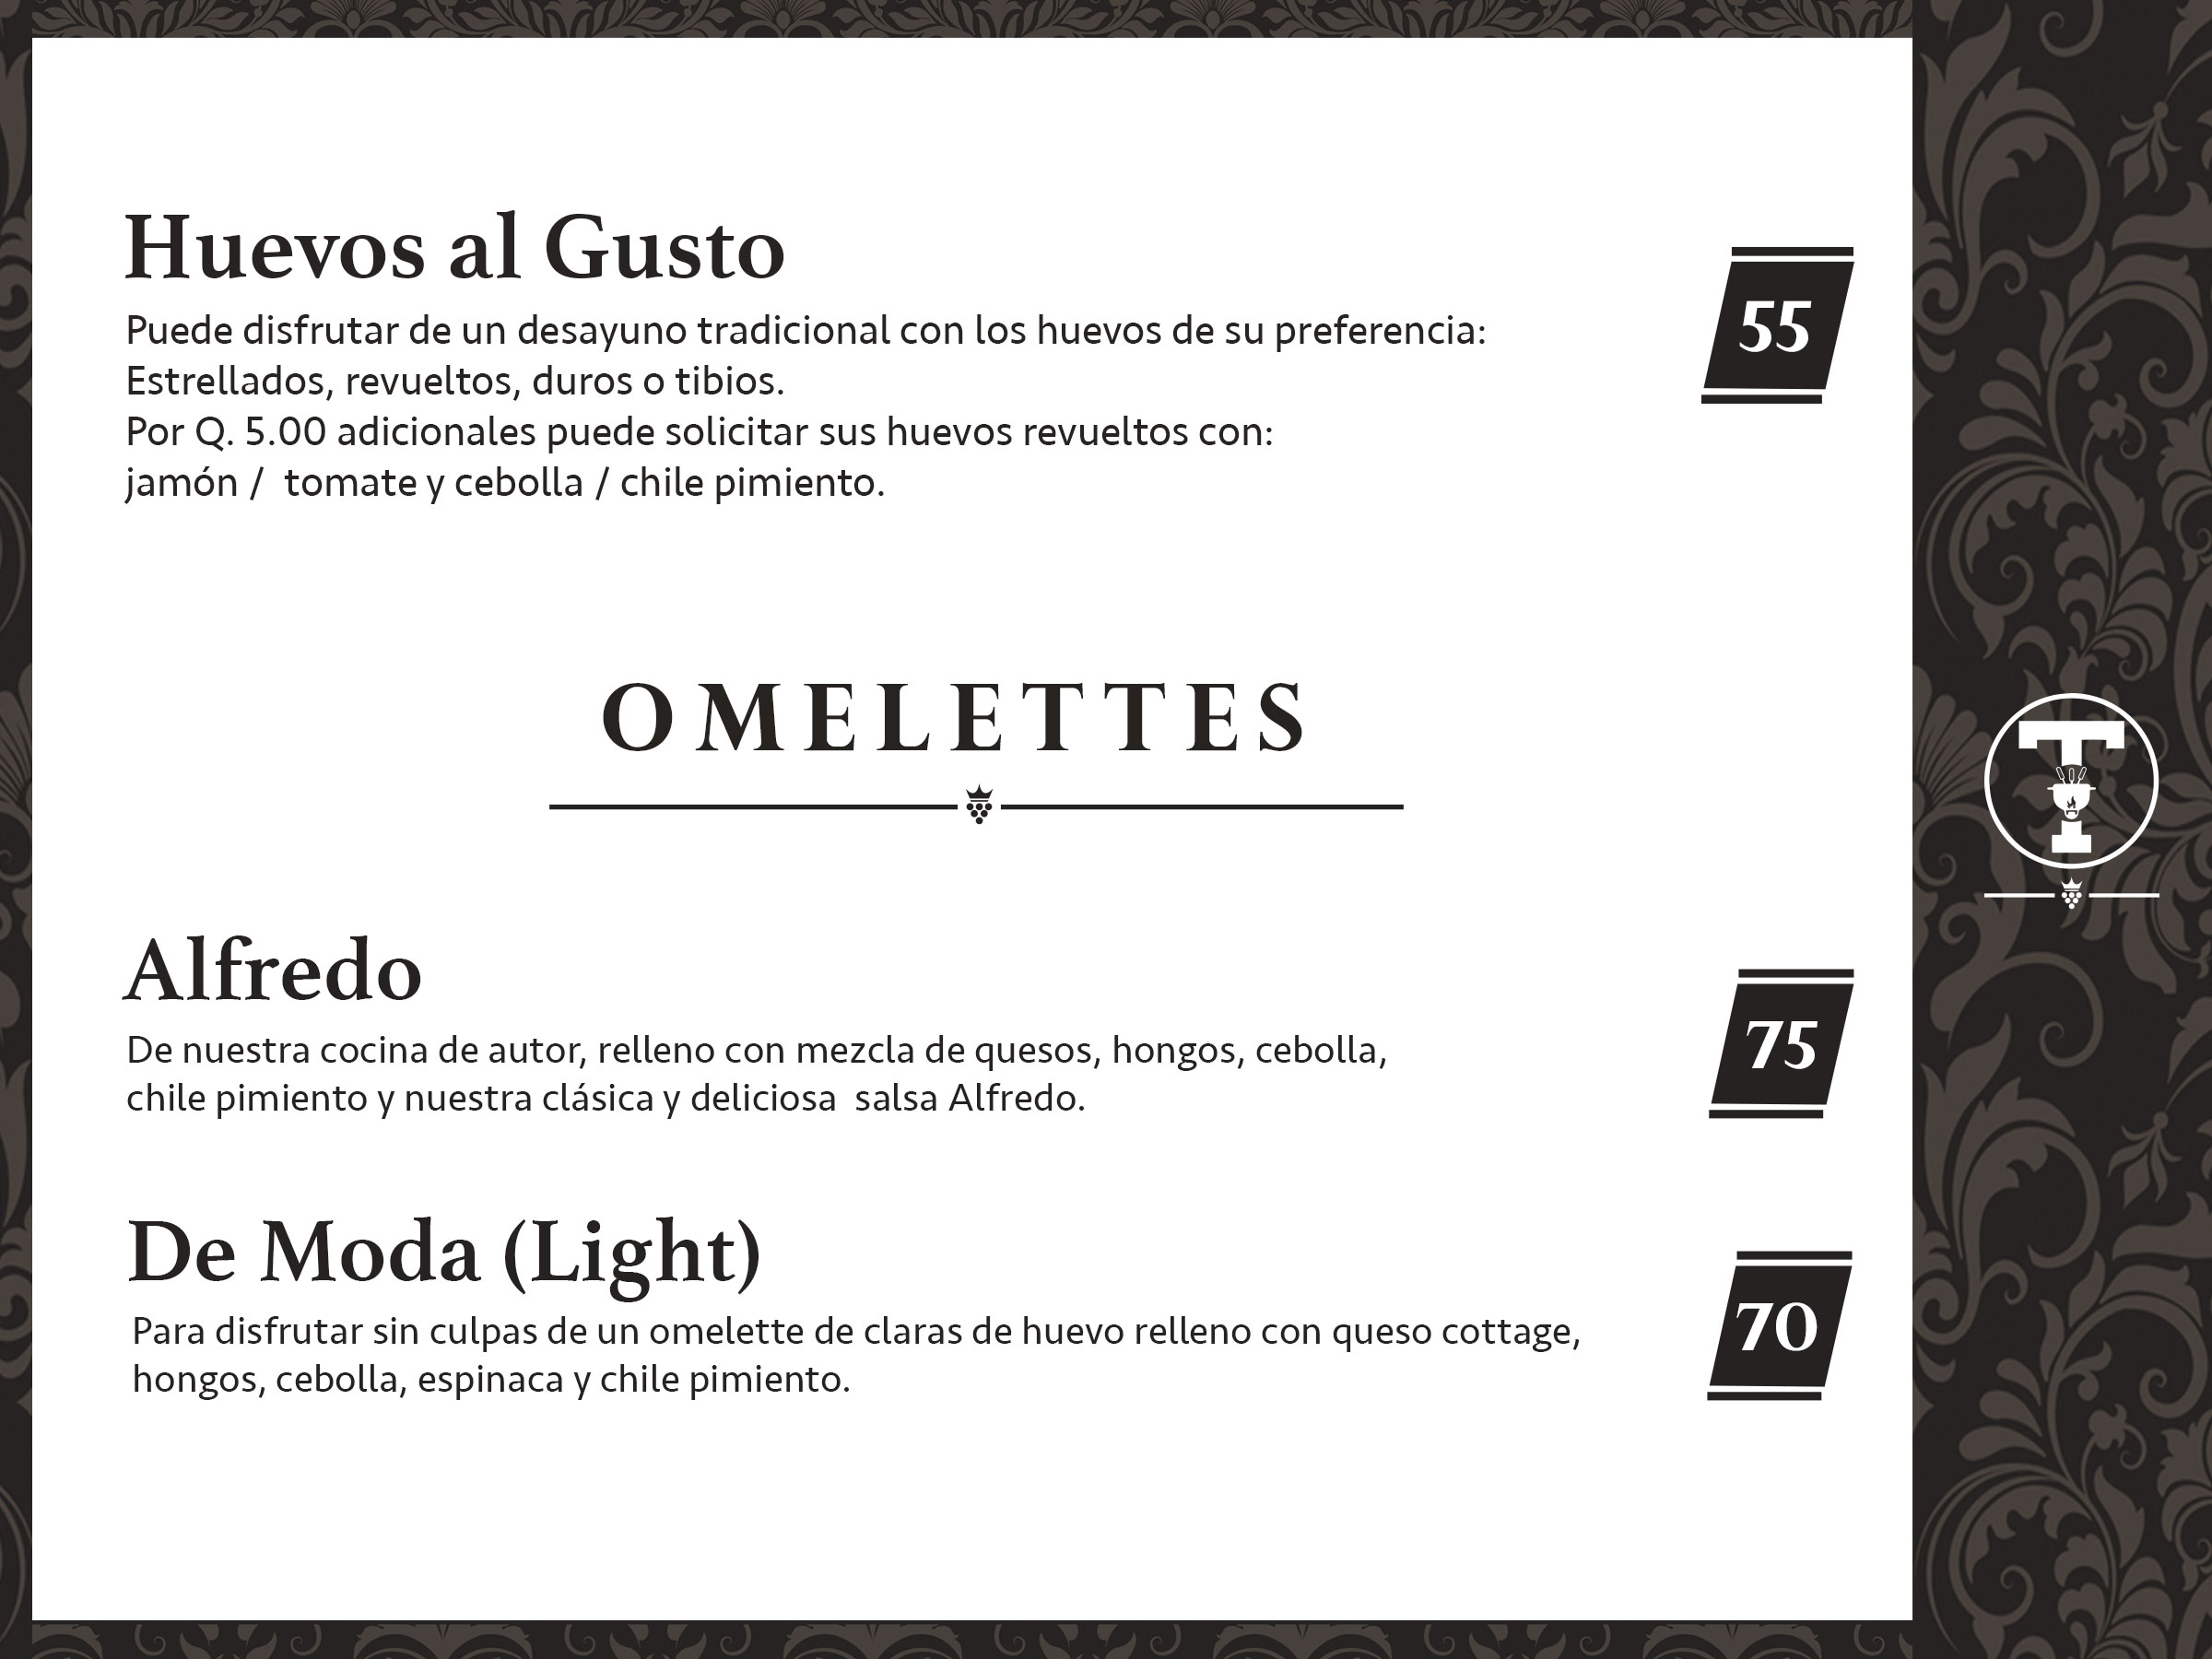 Huevos al Gusto
55
Puede disfrutar de un desayuno tradicional con los huevos de su preferencia:
Estrellados, revueltos, duros o tibios.
Por Q. 5.00 adicionales puede solicitar sus huevos revueltos con:
jamón / tomate y cebolla / chile pimiento.
OMELETTES
T
Alfredo
75
De nuestra cocina de autor, relleno con mezcla de quesos, hongos, cebolla,
chile pimiento y nuestra clásica y deliciosa salsa Alfredo.
De Moda (Light)
70
Para disfrutar sin culpas de un omelette de claras de huevo relleno con queso cottage,
hongos, cebolla, espinaca y chile pimiento.